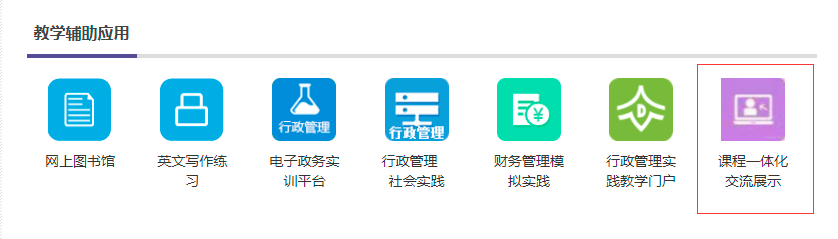 教学辅助应用
行政管理
行政管理
网上图书馆
英文写作练
习
电子政务实
训平台
行政管理
社会实践
财务管理模
拟实践
行政管理实
践教学门户
课程一体化
交流展示